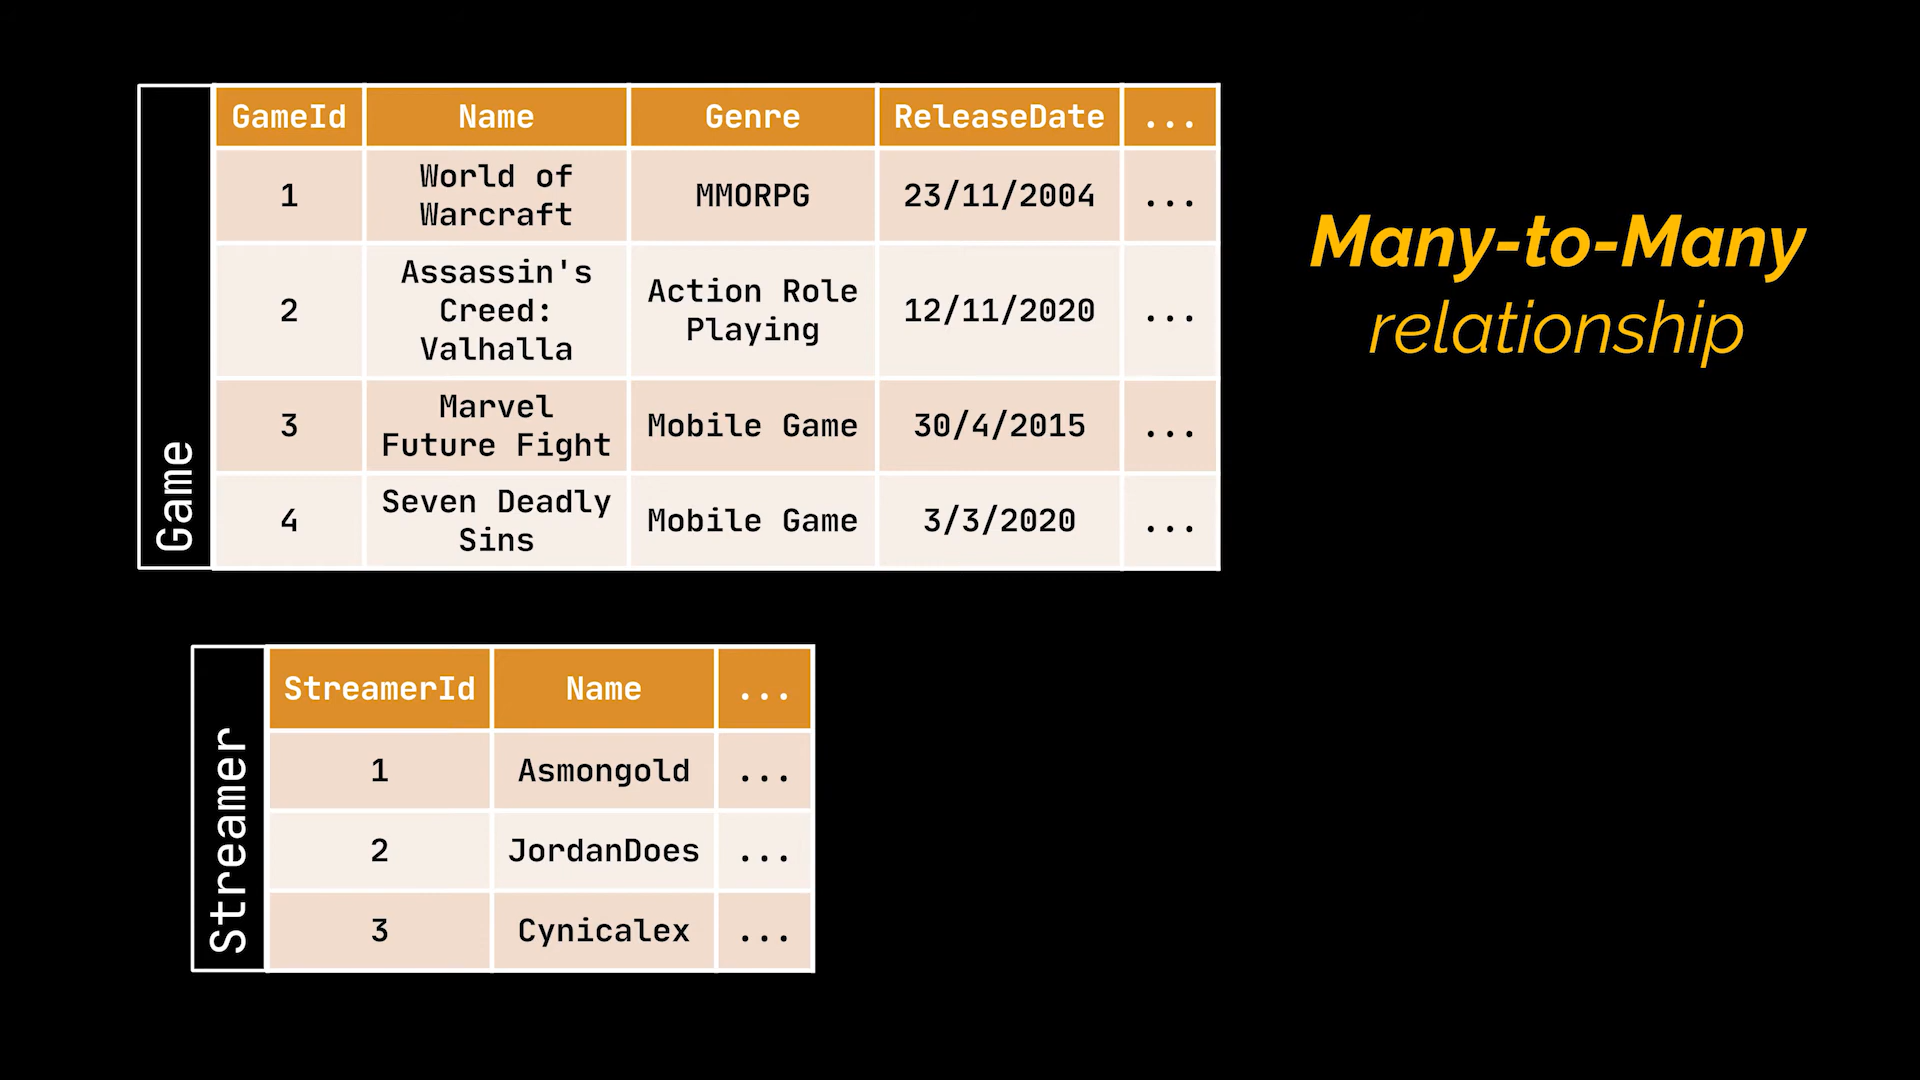 Game
GameId Name Genre ReleaseDate ...
1 World of Warcraft MMORPG 23/11/2004 ...
2 Assassin's Creed: Valhalla Action Role Playing 12/11/2020 ...
3 Marvel Future Fight Mobile Game 30/4/2015 ...
4 Seven Deadly Sins Mobile Game 3/3/2020 ...
Many-to-Many
relationship
Streamer
StreamerId Name ...
1 Asmongold ...
2 JordanDoes ...
3 Cynicalex ...